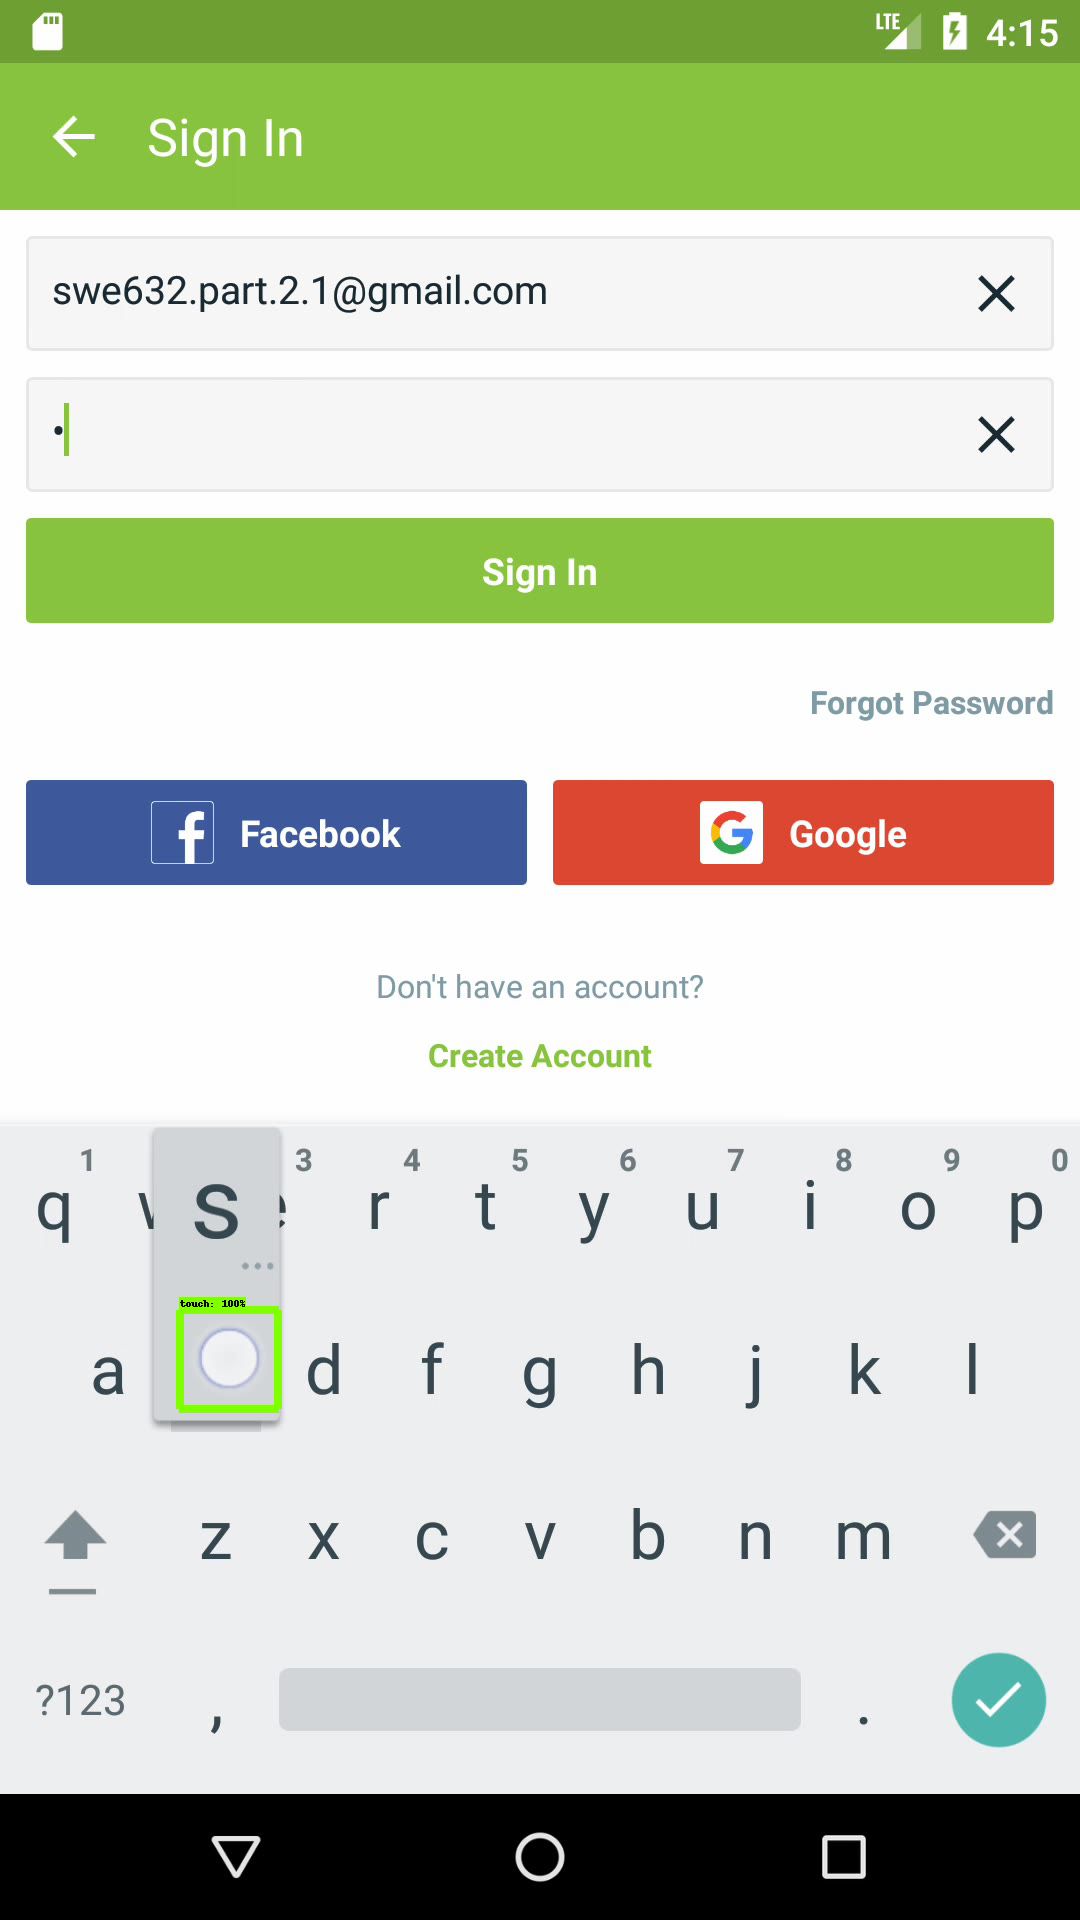 LTE 4:15
Sign In
swe632.part.2.1@gmail.com
•
Sign In
Forgot Password
Facebook
Google
Don't have an account?
Create Account
1 3 4 5 6 7 8 9 0
q w s e r t y u i o p
touch: 100%
a d f g h j k l
z x c v b n m
?123 , .